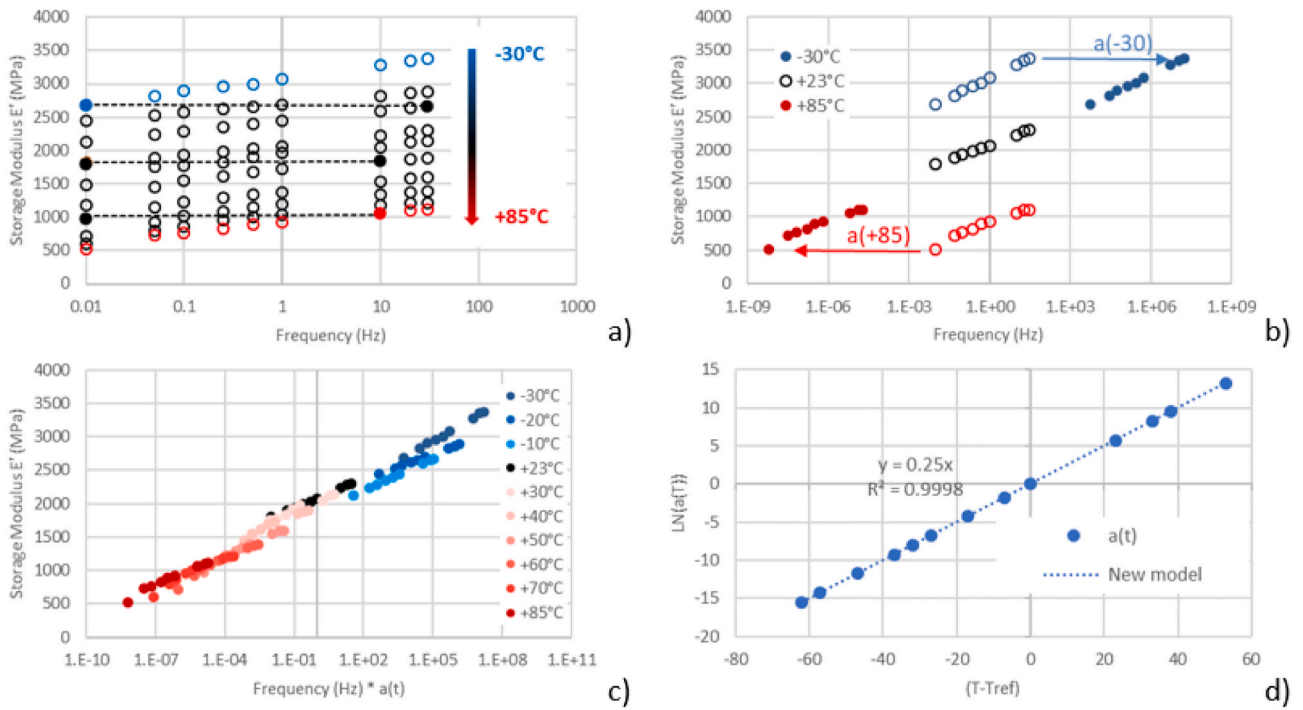 4000
3500
3000
2500
2000
1500
1000
500
0
Storage Modulus E' (MPa)
0.01
0.1
1
10
100
1000
Frequency (Hz)
-30°C
+85°C
a)
4000
3500
3000
2500
2000
1500
1000
500
0
Storage Modulus E' (MPa)
1.E-09
1.E-06
1.E-03
1.E+00
1.E+03
1.E+06
1.E+09
Frequency (Hz)
-30°C
+23°C
+85°C
a(-30)
a(+85)
b)
4000
3500
3000
2500
2000
1500
1000
500
0
Storage Modulus E' (MPa)
1.E-10
1.E-07
1.E-04
1.E-01
1.E+02
1.E+05
1.E+08
1.E+11
Frequency (Hz) * a(t)
-30°C
-20°C
-10°C
+23°C
+30°C
+40°C
+50°C
+60°C
+70°C
+85°C
c)
15
10
5
0
-5
-10
-15
-20
LN(a(T))
-80
-60
-40
-20
0
20
40
60
(T-Tref)
y = 0.25x
R² = 0.9998
a(t)
New model
d)